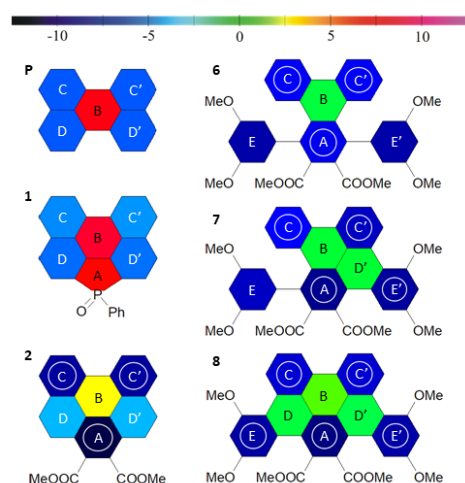 -10 -5 0 5 10
P
C C'
B
D D'
1
C C'
B
D D'
A
P
O Ph
2
C C'
B
D D'
A
MeOOC COOMe
6
C C'
MeO B OMe
E A E'
MeO MeOOC COOMe OMe
7
C C'
MeO B OMe
D'
E A E'
MeO MeOOC COOMe OMe
8
C C'
MeO B OMe
D D'
E A E'
MeO MeOOC COOMe OMe